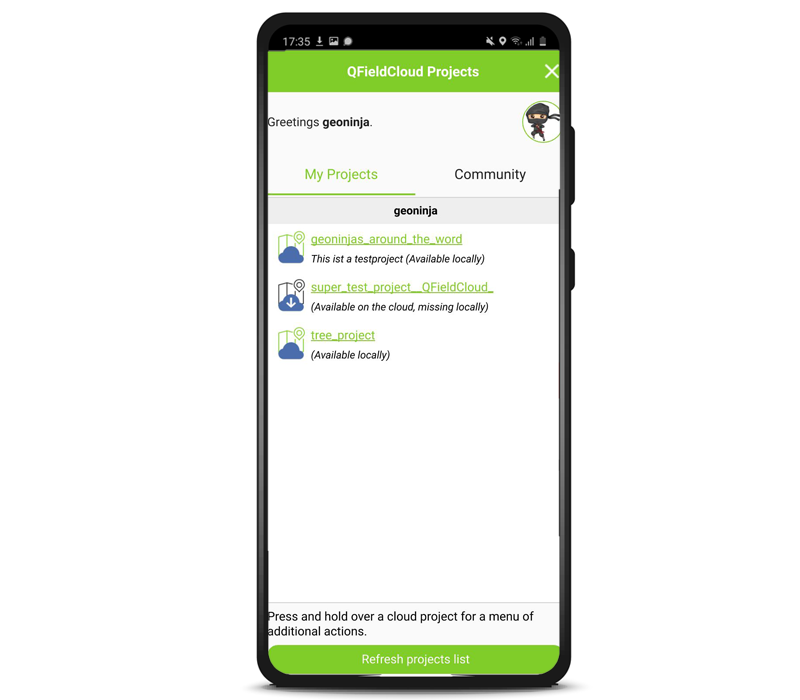 17:35
QFieldCloud Projects
Greetings geoninja.
My Projects
Community
geoninja
geoninjas_around_the_word
This ist a testproject (Available locally)
super_test_project__QFieldCloud_
(Available on the cloud, missing locally)
tree_project
(Available locally)
Press and hold over a cloud project for a menu of
additional actions.
Refresh projects list